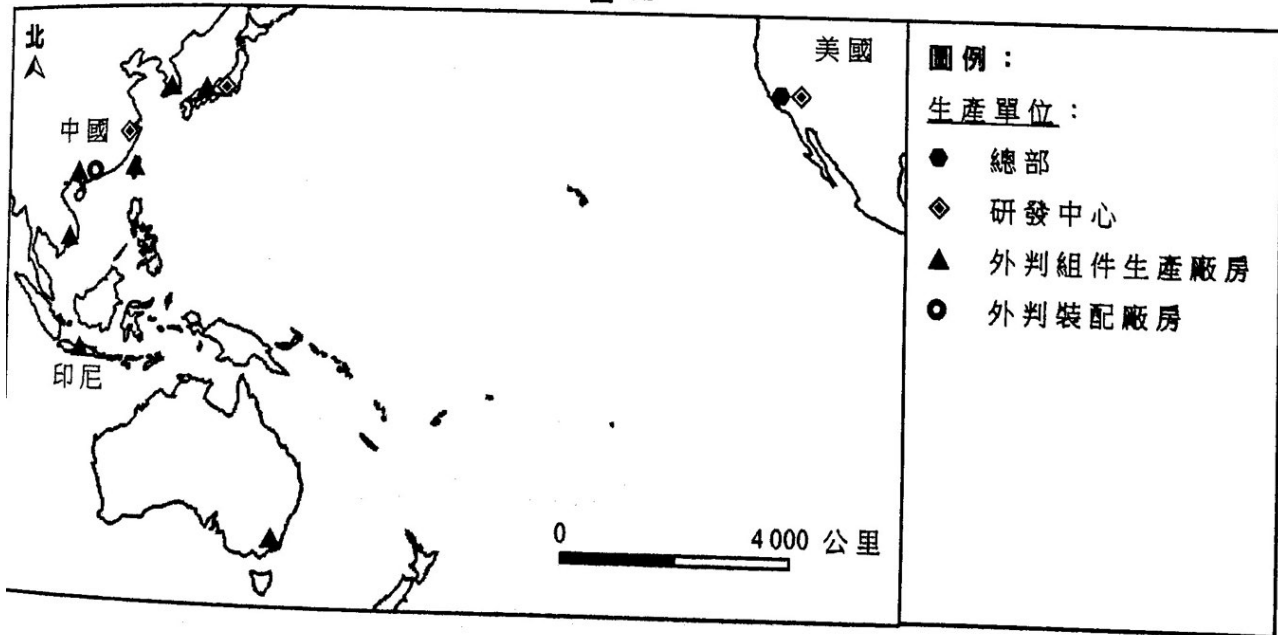 北
美國
中國
印尼
0 4 000 公里
圖例：
生產單位：
總部
研發中心
外判組件生產廠房
外判裝配廠房